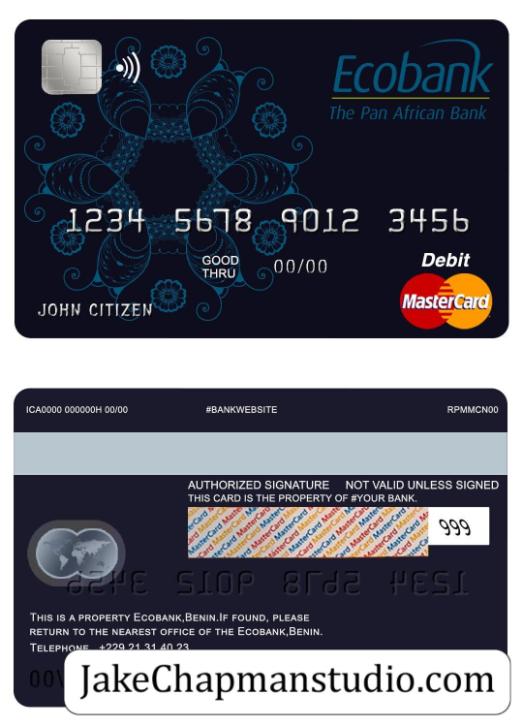 Ecobank
The Pan African Bank
1234 5678 9012 3456
GOOD THRU 00/00
Debit
JOHN CITIZEN
MasterCard
ICA0000 000000H 00/00 #BANKWEBSITE RPMMCN00
AUTHORIZED SIGNATURE NOT VALID UNLESS SIGNED
THIS CARD IS THE PROPERTY OF #YOUR BANK.
999
THIS IS A PROPERTY ECOBANK,BENIN.IF FOUND, PLEASE
RETURN TO THE NEAREST OFFICE OF THE ECOBANK,BENIN.
TELEPHONE +229 21 31 40 23
JakeChapmanstudio.com